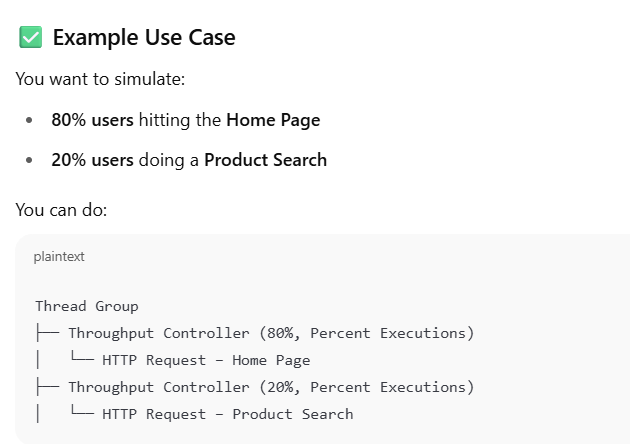 ✅ Example Use Case
You want to simulate:
• 80% users hitting the Home Page
• 20% users doing a Product Search
You can do:
plaintext
Thread Group
├── Throughput Controller (80%, Percent Executions)
│   └── HTTP Request – Home Page
├── Throughput Controller (20%, Percent Executions)
│   └── HTTP Request – Product Search